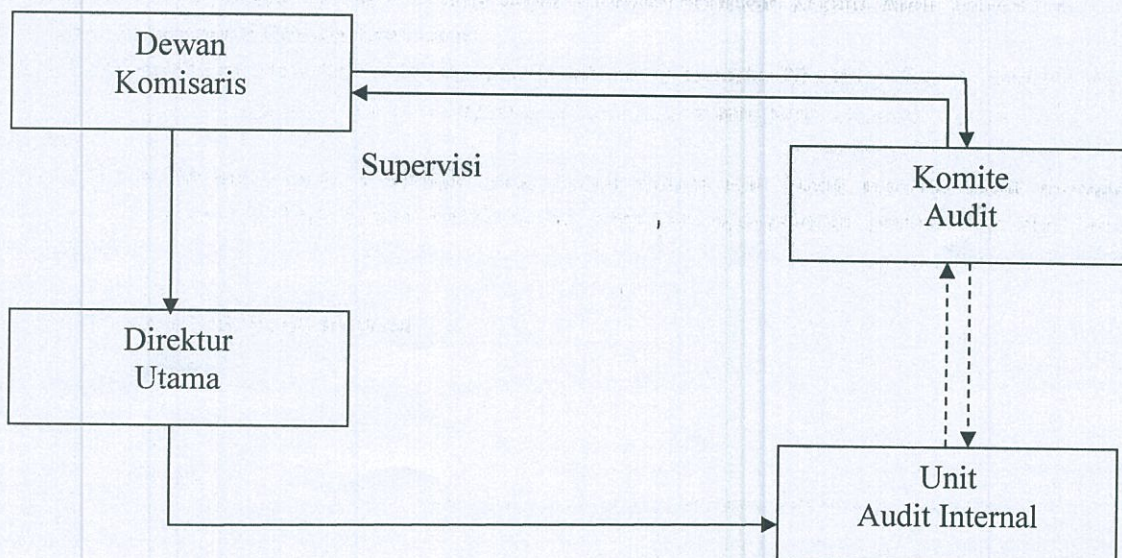 Dewan
Komisaris
Supervisi
Komite
Audit
Direktur
Utama
Unit
Audit Internal